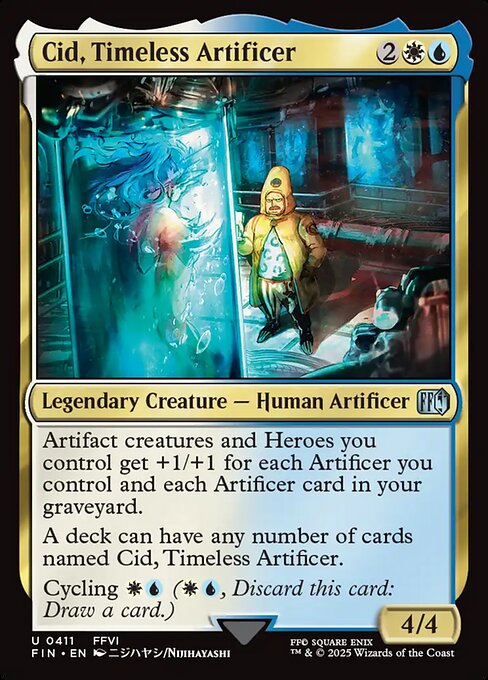 Cid, Timeless Artificer 2
Legendary Creature — Human Artificer FF
Artifact creatures and Heroes you
control get +1/+1 for each Artificer you
control and each Artificer card in your
graveyard.
A deck can have any number of cards
named Cid, Timeless Artificer.
Cycling (, Discard this card:
Draw a card.)
4/4
U 0411 FFVI
FIN • EN ニジハヤシ/NIJIHAYASHI
FF© SQUARE ENIX
™ & © 2025 Wizards of the Coast